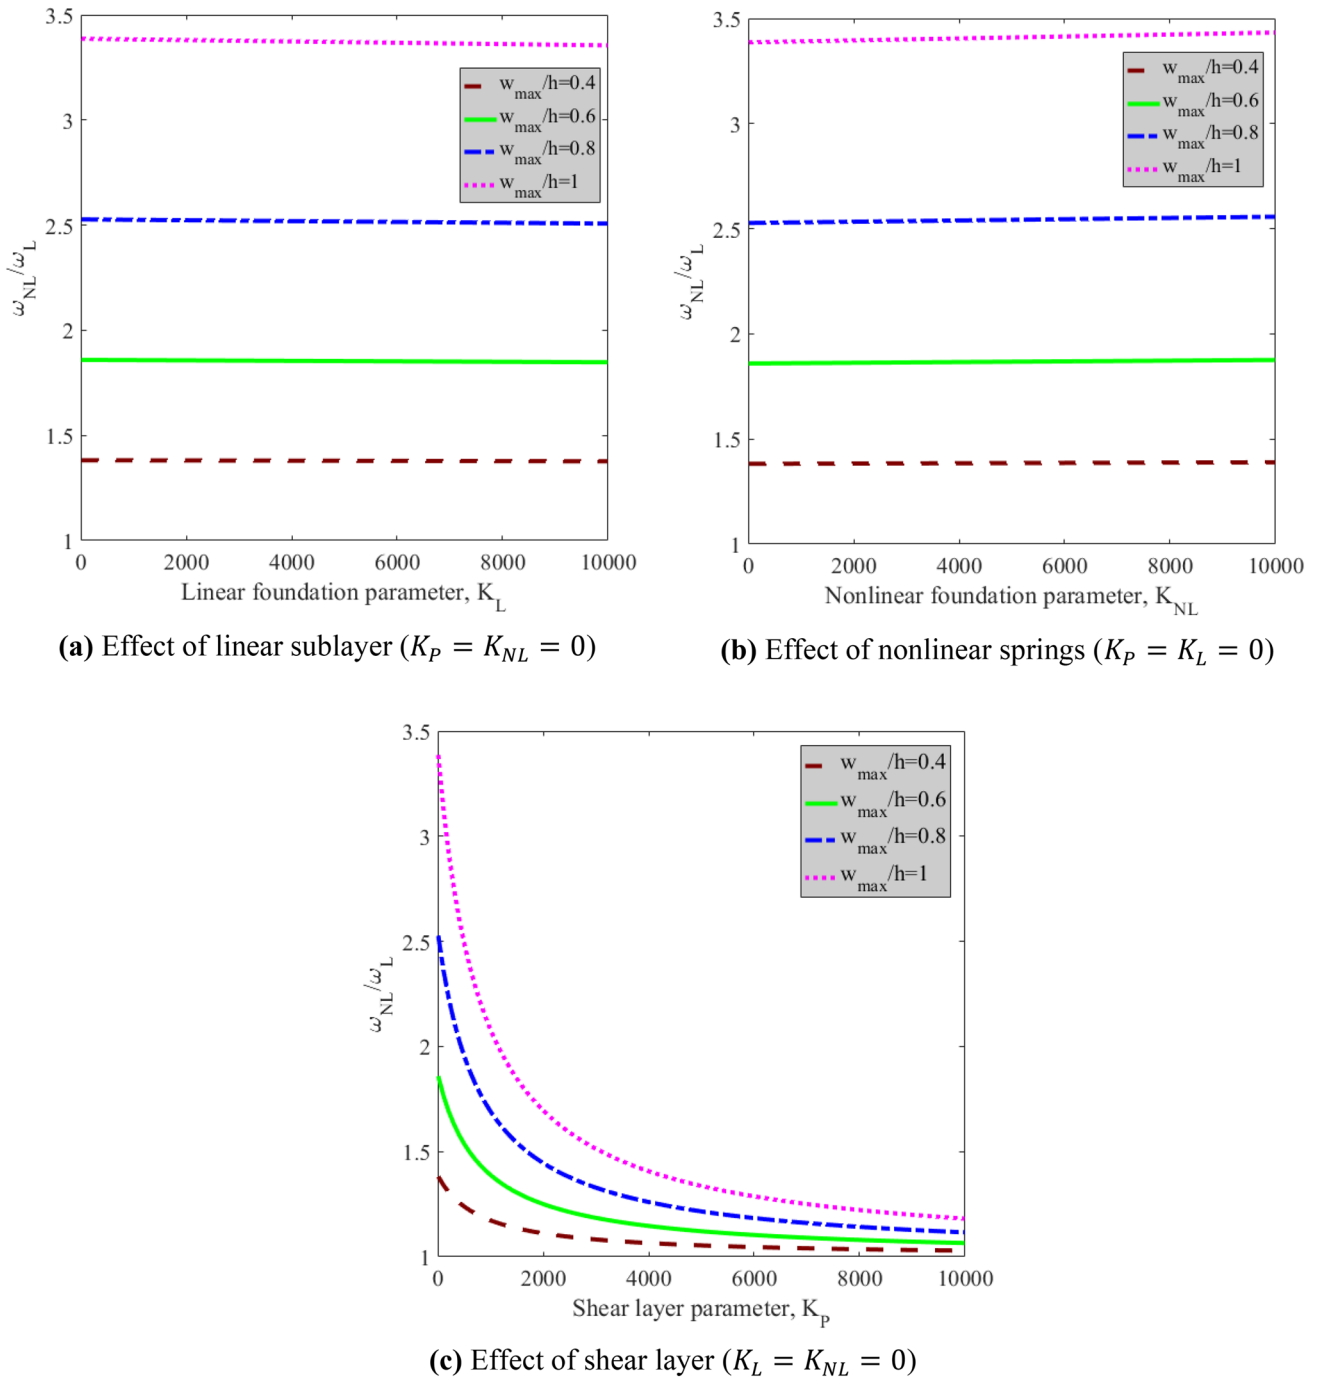 3.5
3
2.5
2
1.5
1
ω_NL/ω_L
w_max/h=0.4
w_max/h=0.6
w_max/h=0.8
w_max/h=1
0 2000 4000 6000 8000 10000
Linear foundation parameter, K_L
(a) Effect of linear sublayer (K_P = K_NL = 0)
3.5
3
2.5
2
1.5
1
ω_NL/ω_L
w_max/h=0.4
w_max/h=0.6
w_max/h=0.8
w_max/h=1
0 2000 4000 6000 8000 10000
Nonlinear foundation parameter, K_NL
(b) Effect of nonlinear springs (K_P = K_L = 0)
3.5
3
2.5
2
1.5
1
ω_NL/ω_L
w_max/h=0.4
w_max/h=0.6
w_max/h=0.8
w_max/h=1
0 2000 4000 6000 8000 10000
Shear layer parameter, K_P
(c) Effect of shear layer (K_L = K_NL = 0)